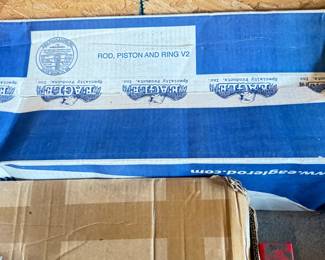 ROD, PISTON AND RING V2
EAGLE
Specialty Products, Inc
EAGLE
Specialty Products, Inc
EAGLE
Specialty Products, Inc
www.eaglerod.com